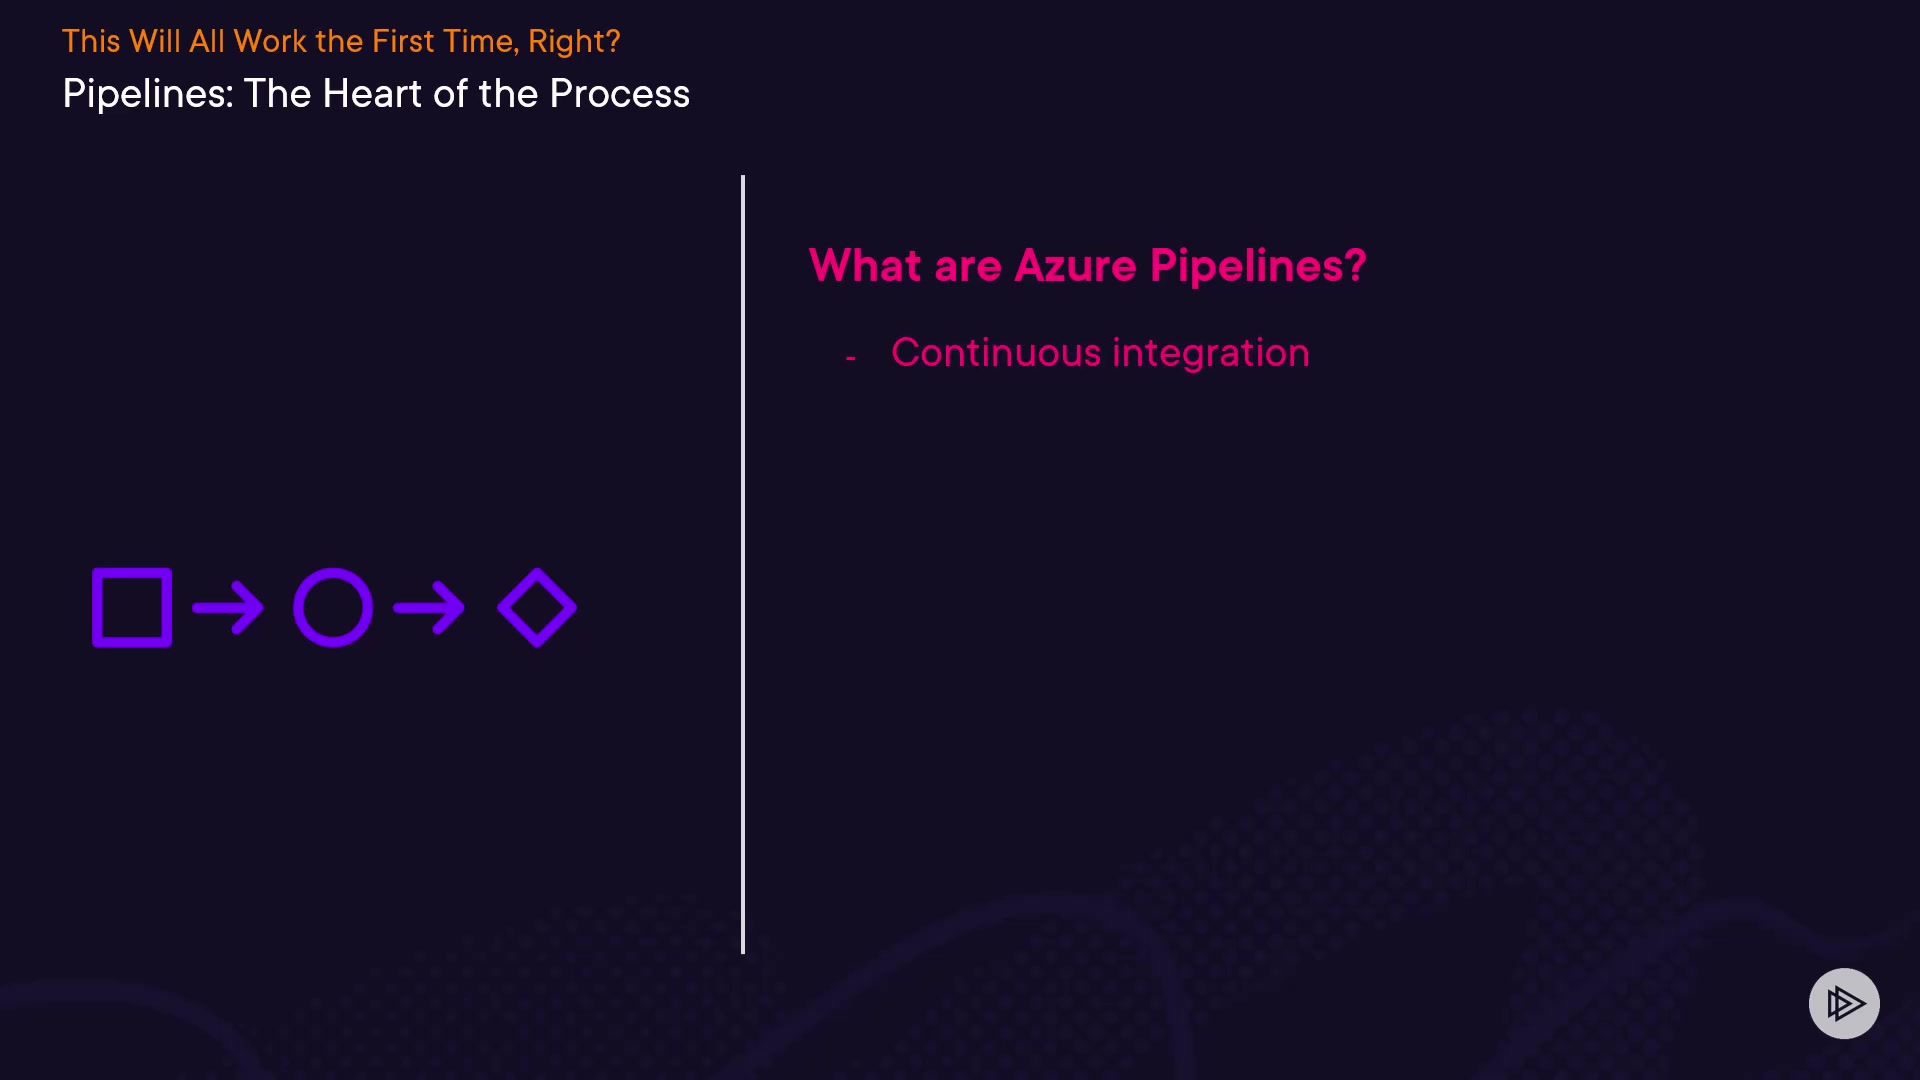 This Will All Work the First Time, Right?
Pipelines: The Heart of the Process
What are Azure Pipelines?
- Continuous integration